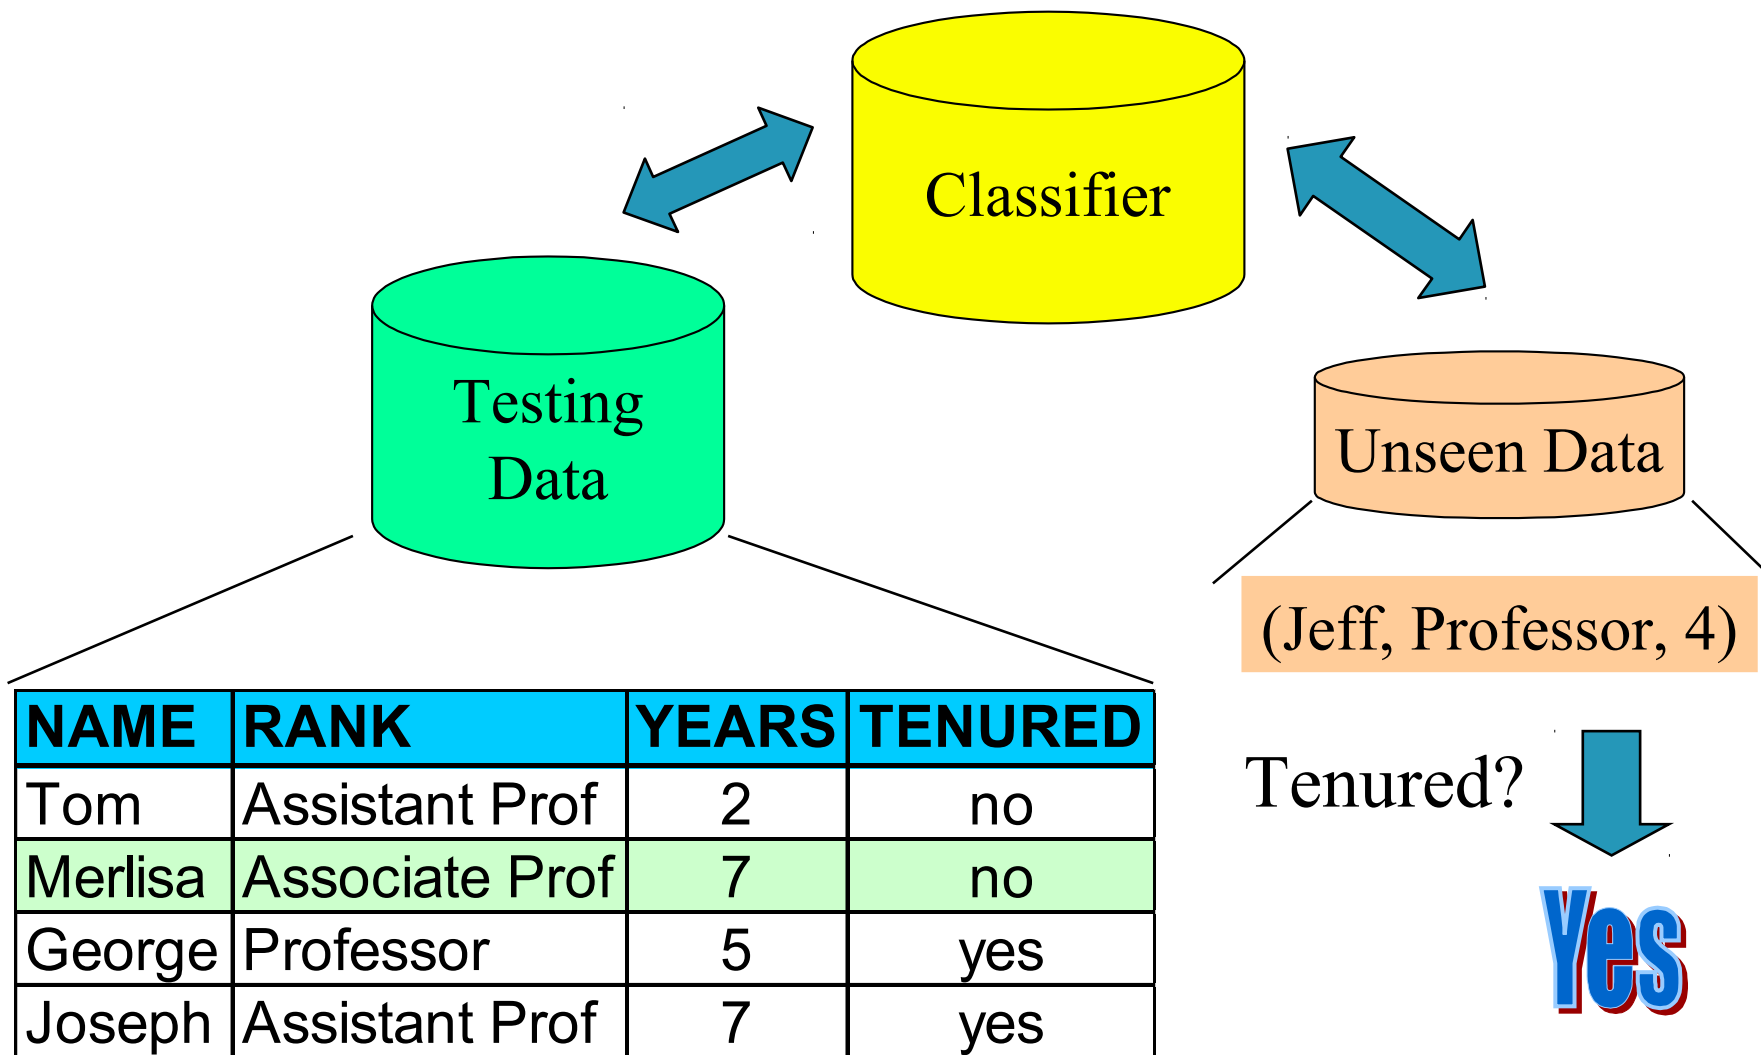 Classifier
Testing
Data
Unseen Data
(Jeff, Professor, 4)
NAME RANK YEARS TENURED
Tom Assistant Prof 2 no
Merlisa Associate Prof 7 no
George Professor 5 yes
Joseph Assistant Prof 7 yes
Tenured?
Yes